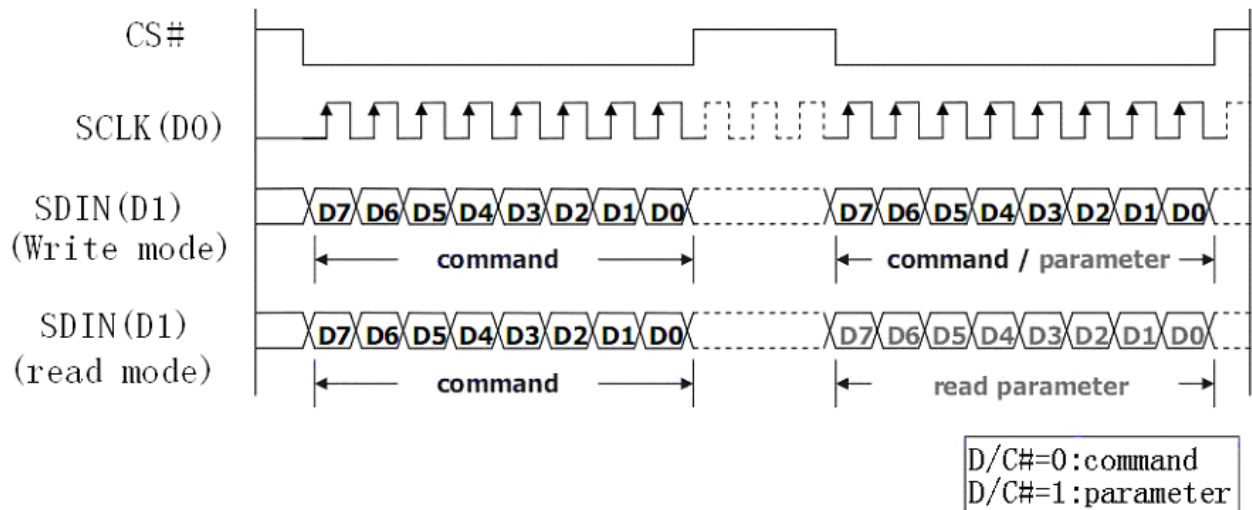 CS#
SCLK(D0)
SDIN(D1)
(Write mode)
D7 D6 D5 D4 D3 D2 D1 D0 D7 D6 D5 D4 D3 D2 D1 D0
command command / parameter
SDIN(D1)
(read mode)
D7 D6 D5 D4 D3 D2 D1 D0 D7 D6 D5 D4 D3 D2 D1 D0
command read parameter
D/C#=0:command
D/C#=1:parameter